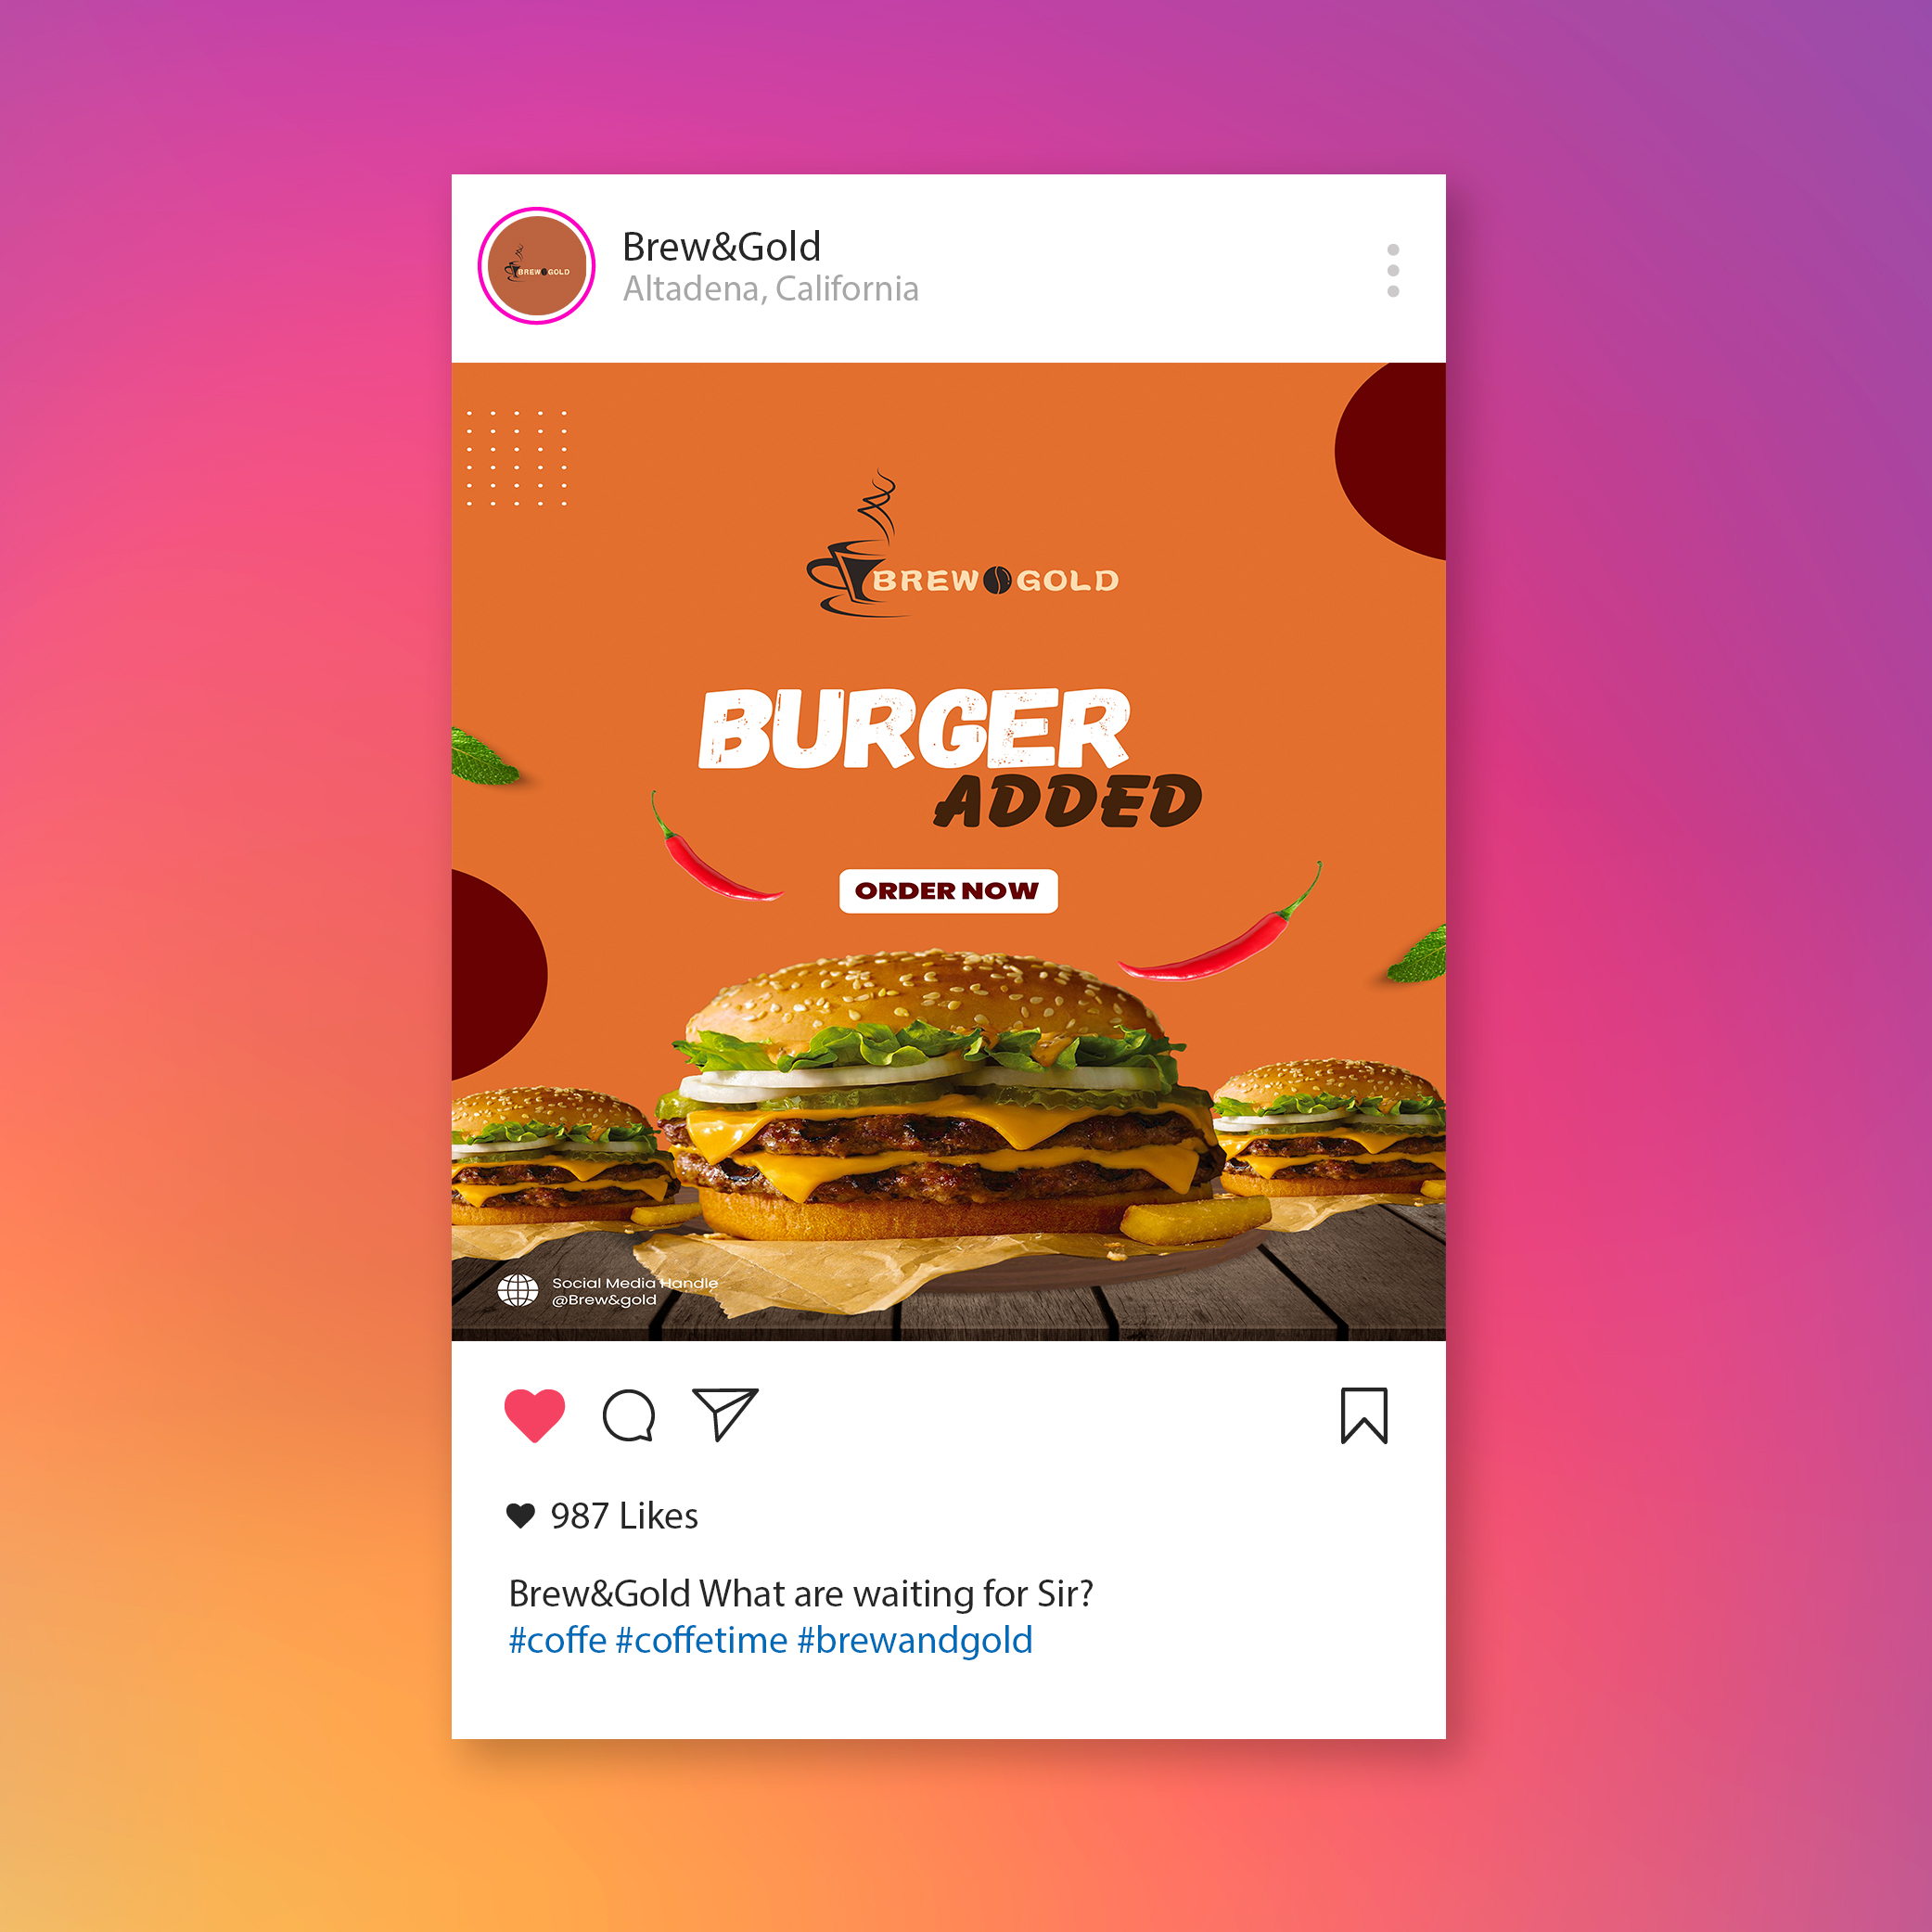 BREW GOLD
Brew&Gold
Altadena, California
BREW GOLD
BURGER
ADDED
ORDER NOW
Social Media Handle
@Brew&gold
987 Likes
Brew&Gold What are waiting for Sir?
#coffe #coffetime #brewandgold